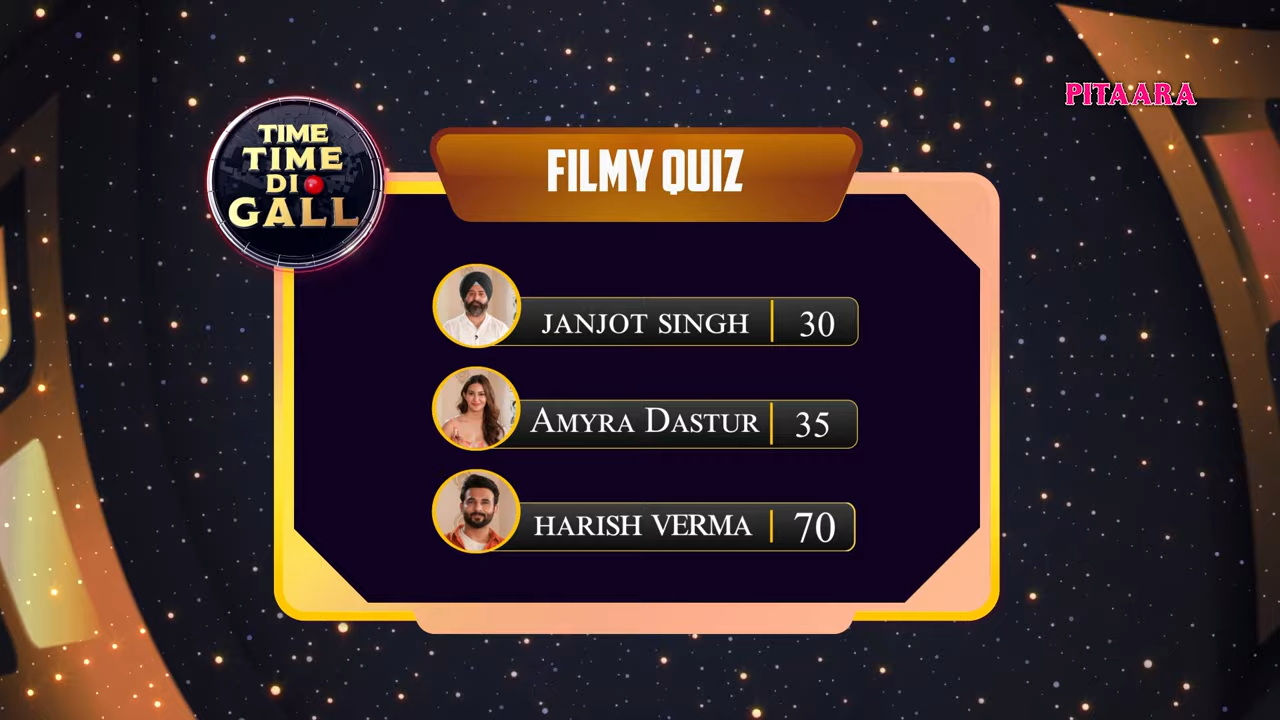 PITAARA
TIME
TIME
DI
GALL
FILMY QUIZ
JANJOT SINGH 30
AMYRA DASTUR 35
HARISH VERMA 70